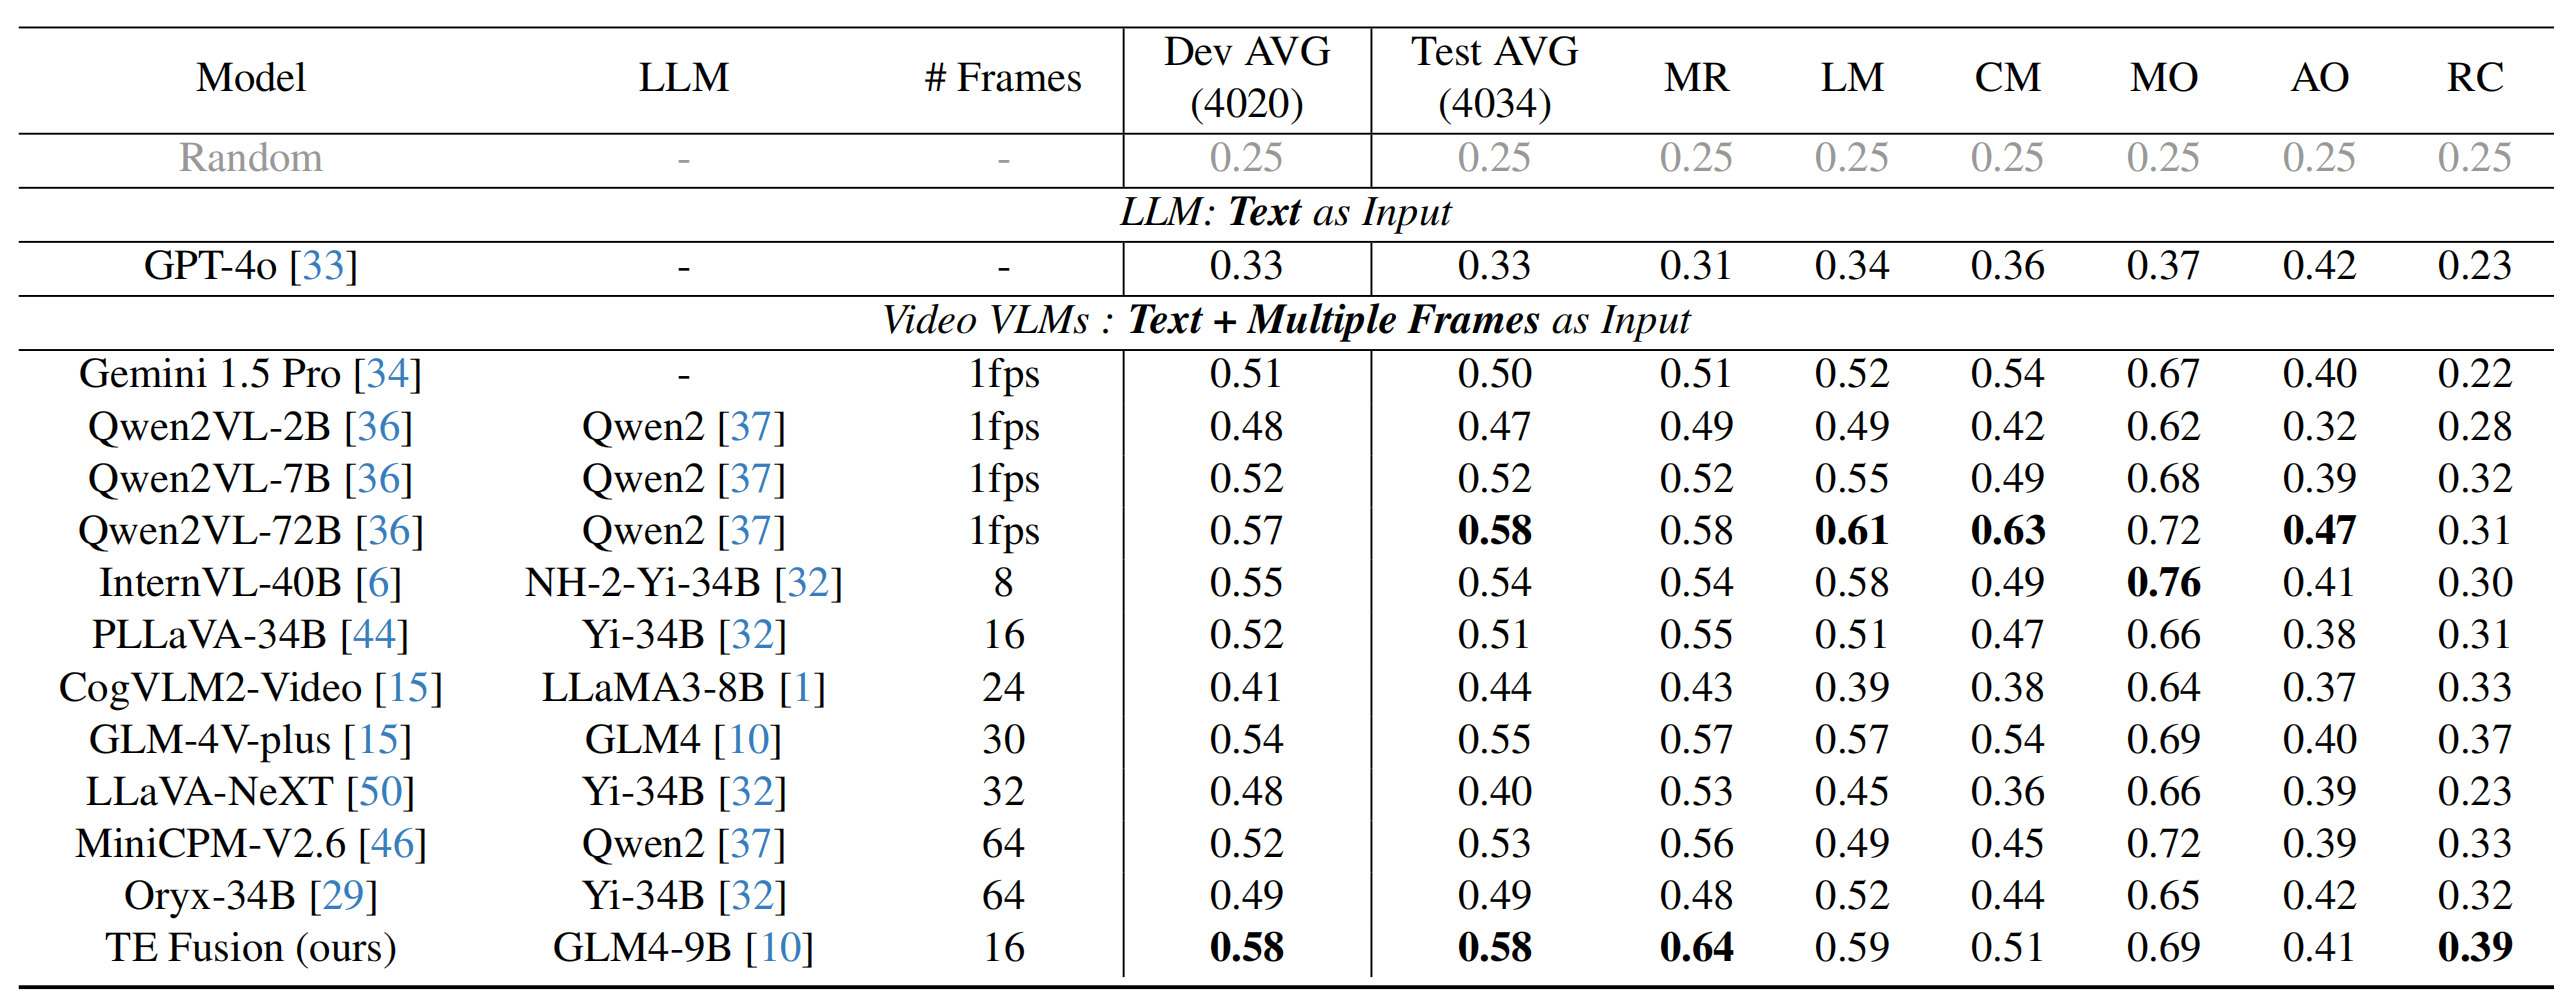 Model LLM # Frames Dev AVG (4020) Test AVG (4034) MR LM CM MO AO RC
Random - - 0.25 0.25 0.25 0.25 0.25 0.25 0.25 0.25
LLM: Text as Input
GPT-4o [33] - - 0.33 0.33 0.31 0.34 0.36 0.37 0.42 0.23
Video VLMs : Text + Multiple Frames as Input
Gemini 1.5 Pro [34] - 1fps 0.51 0.50 0.51 0.52 0.54 0.67 0.40 0.22
Qwen2VL-2B [36] Qwen2 [37] 1fps 0.48 0.47 0.49 0.49 0.42 0.62 0.32 0.28
Qwen2VL-7B [36] Qwen2 [37] 1fps 0.52 0.52 0.52 0.55 0.49 0.68 0.39 0.32
Qwen2VL-72B [36] Qwen2 [37] 1fps 0.57 0.58 0.58 0.61 0.63 0.72 0.47 0.31
InternVL-40B [6] NH-2-Yi-34B [32] 8 0.55 0.54 0.54 0.58 0.49 0.76 0.41 0.30
PLLaVA-34B [44] Yi-34B [32] 16 0.52 0.51 0.55 0.51 0.47 0.66 0.38 0.31
CogVLM2-Video [15] LLaMA3-8B [1] 24 0.41 0.44 0.43 0.39 0.38 0.64 0.37 0.33
GLM-4V-plus [15] GLM4 [10] 30 0.54 0.55 0.57 0.57 0.54 0.69 0.40 0.37
LLaVA-NeXT [50] Yi-34B [32] 32 0.48 0.40 0.53 0.45 0.36 0.66 0.39 0.23
MiniCPM-V2.6 [46] Qwen2 [37] 64 0.52 0.53 0.56 0.49 0.45 0.72 0.39 0.33
Oryx-34B [29] Yi-34B [32] 64 0.49 0.49 0.48 0.52 0.44 0.65 0.42 0.32
TE Fusion (ours) GLM4-9B [10] 16 0.58 0.58 0.64 0.59 0.51 0.69 0.41 0.39